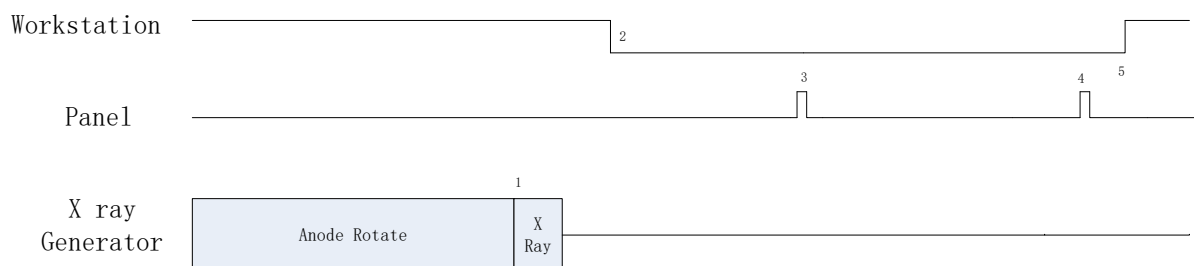 Workstation
2
3
4
5
Panel
1
X ray
Generator
Anode Rotate
X
Ray